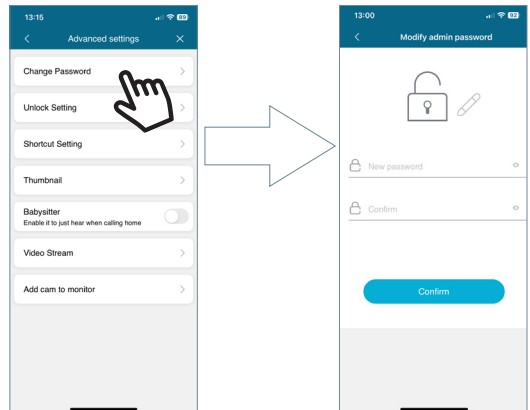 13:15
89
Advanced settings
Change Password
Unlock Setting
Shortcut Setting
Thumbnail
Babysitter
Enable it to just hear when calling home
Video Stream
Add cam to monitor
13:00
92
Modify admin password
New password
Confirm
Confirm